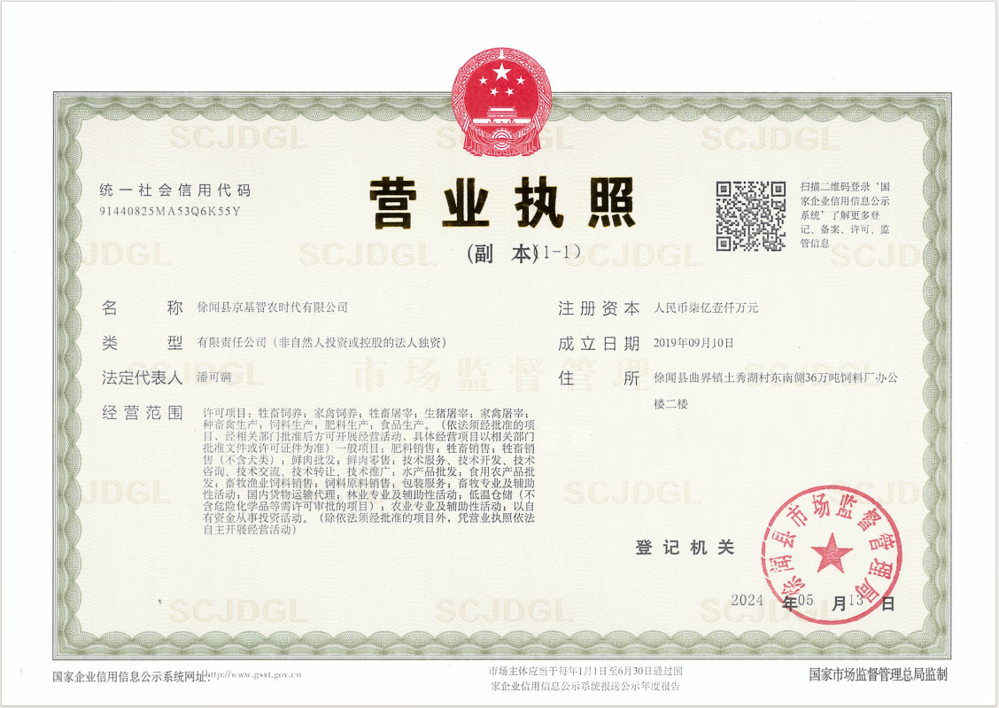 统一社会信用代码
91440825MA53Q6K55Y
营业执照
(副 本)(1-1)
扫描二维码登录‘国
家企业信用信息公示
系统’了解更多登
记、备案、许可、监
管信息
名 称 徐闻县京基智农时代有限公司
类 型 有限责任公司（非自然人投资或控股的法人独资）
法定代表人 潘可满
经营范围 许可项目：牲畜饲养；家禽饲养；牲畜屠宰；生猪屠宰；家禽屠宰；
种畜禽生产；饲料生产；肥料生产；食品生产。（依法须经批准的项
目，经相关部门批准后方可开展经营活动，具体经营项目以相关部门
批准文件或许可证件为准）一般项目：肥料销售；牲畜销售；牲畜销
售（不含犬类）；鲜肉批发；鲜肉零售；技术服务、技术开发、技术
咨询、技术交流、技术转让、技术推广；水产品批发；食用农产品批
发；畜牧渔业饲料销售；饲料原料销售；包装服务；畜牧专业及辅助
性活动；国内货物运输代理；林业专业及辅助性活动；低温仓储（不
含危险化学品等需许可审批的项目）；农业专业及辅助性活动；以自
有资金从事投资活动。（除依法须经批准的项目外，凭营业执照依法
自主开展经营活动）
注册资本 人民币柒亿壹仟万元
成立日期 2019年09月10日
住 所 徐闻县曲界镇土秀湖村东南侧36万吨饲料厂办公
楼二楼
登记机关
徐闻县市场监督管理局
2024 年05 月13 日
SCJDGL
市场监督管理
国家企业信用信息公示系统网址:http://www.gsxt.gov.cn
市场主体应当于每年1月1日至6月30日通过国
家企业信用信息公示系统报送公示年度报告
国家市场监督管理总局监制